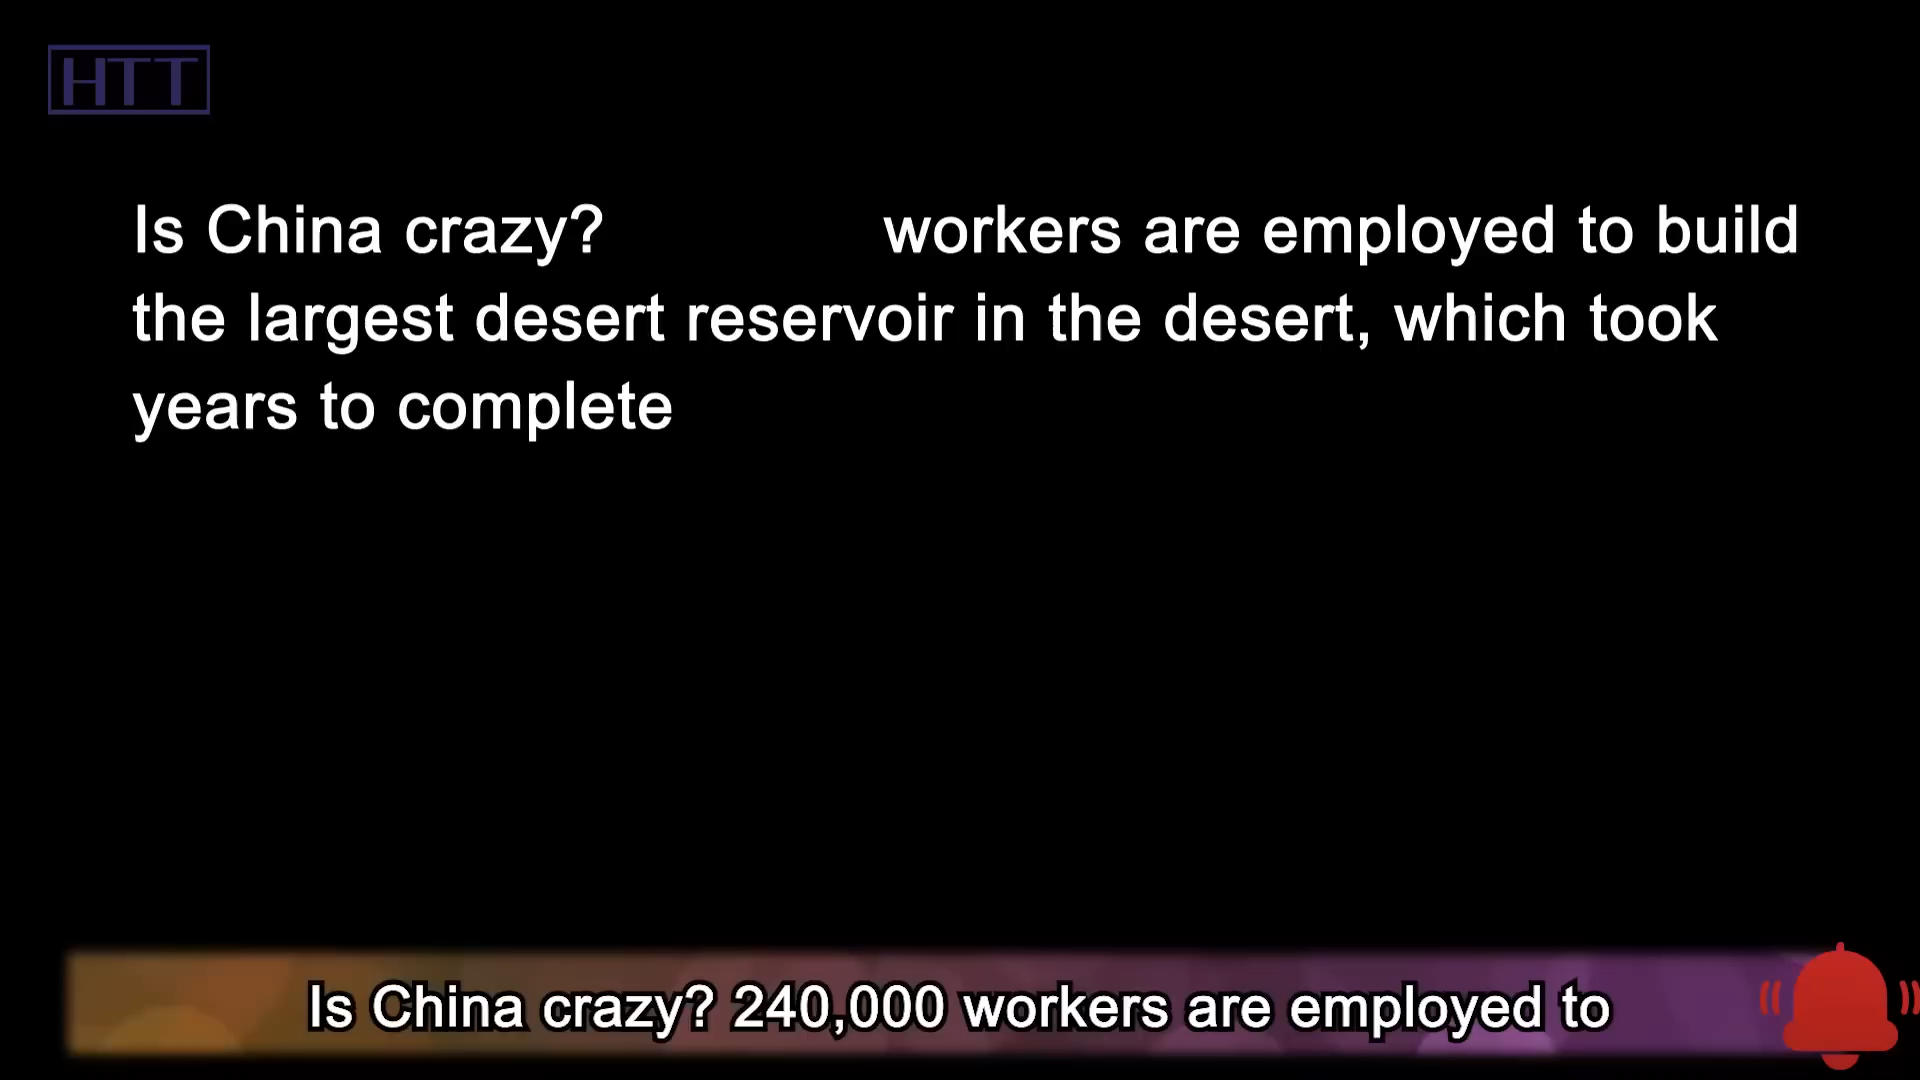 HTT
Is China crazy? workers are employed to build
the largest desert reservoir in the desert, which took
years to complete
Is China crazy? 240,000 workers are employed to